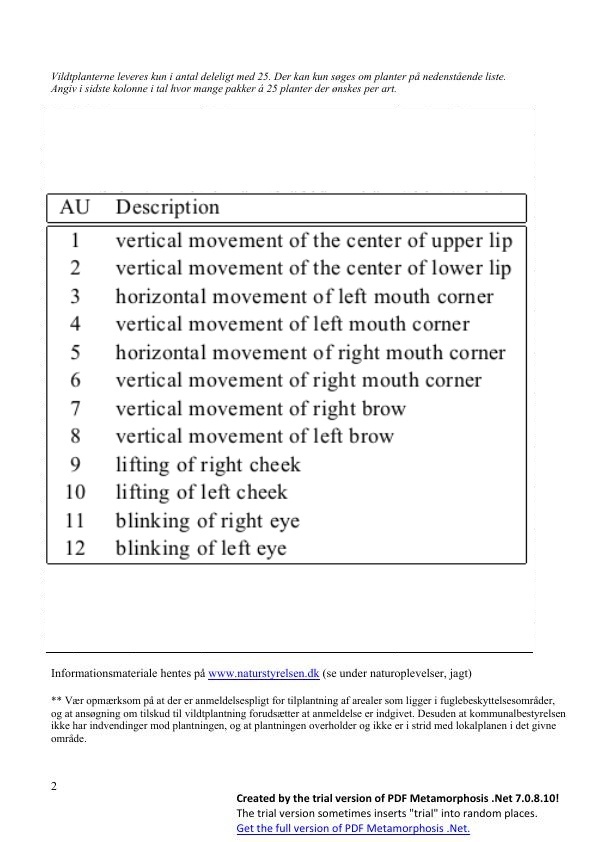 Vildtplanterne leveres kun i antal deleligt med 25. Der kan kun søges om planter på nedenstående liste.
Angiv i sidste kolonne i tal hvor mange pakker á 25 planter der ønskes per art.
AU Description
1 vertical movement of the center of upper lip
2 vertical movement of the center of lower lip
3 horizontal movement of left mouth corner
4 vertical movement of left mouth corner
5 horizontal movement of right mouth corner
6 vertical movement of right mouth corner
7 vertical movement of right brow
8 vertical movement of left brow
9 lifting of right cheek
10 lifting of left cheek
11 blinking of right eye
12 blinking of left eye
Informationsmateriale hentes på www.naturstyrelsen.dk (se under naturoplevelser, jagt)
** Vær opmærksom på at der er anmeldelsespligt for tilplantning af arealer som ligger i fuglebeskyttelsesområder,
og at ansøgning om tilskud til vildtplantning forudsætter at anmeldelse er indgivet. Desuden at kommunalbestyrelsen
ikke har indvendinger mod plantningen, og at plantningen overholder og ikke er i strid med lokalplanen i det givne
område.
2
Created by the trial version of PDF Metamorphosis .Net 7.0.8.10!
The trial version sometimes inserts "trial" into random places.
Get the full version of PDF Metamorphosis .Net.